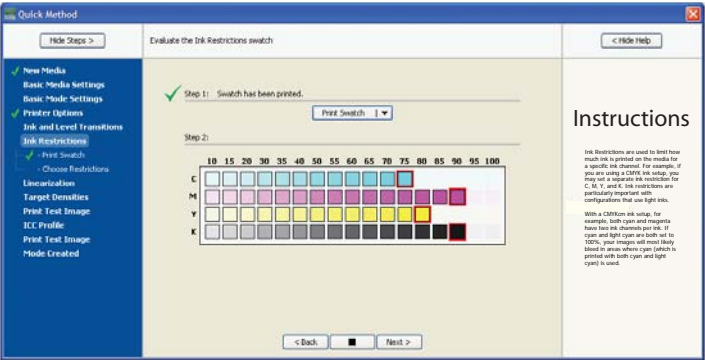 Quick Method
Hide Steps >
Evaluate the Ink Restrictions swatch
< Hide Help
New Media
Basic Media Settings
Basic Mode Settings
Printer Options
Ink and Level Transitions
Ink Restrictions
- Print Swatch
- Choose Restrictions
Linearization
Target Densities
Print Test Image
ICC Profile
Print Test Image
Mode Created
Step 1: Swatch has been printed.
Print Swatch
Step 2:
10 15 20 30 35 40 45 50 55 60 65 70 75 80 85 90 95 100
C
M
Y
K
< Back
Next >
Instructions
Ink Restrictions are used to limit how
much ink is printed on the media for
a specific ink channel. For example, if
you are using a CMYK ink setup, you
may set a separate ink restriction for
C, M, Y, and K. Ink restrictions are
particularly important with
configurations that use light inks.
With a CMYKcm ink setup, for
example, both cyan and magenta
have two ink channels per ink. If
cyan and light cyan are both set to
100%, your images will most likely
bleed in areas where cyan (which is
printed with both cyan and light
cyan) is used.